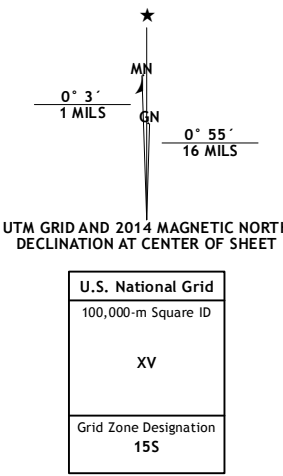 ★
MN
0° 3´
1 MILS
GN
0° 55´
16 MILS
UTM GRID AND 2014 MAGNETIC NORTH
DECLINATION AT CENTER OF SHEET
U.S. National Grid
100,000-m Square ID
XV
Grid Zone Designation
15S